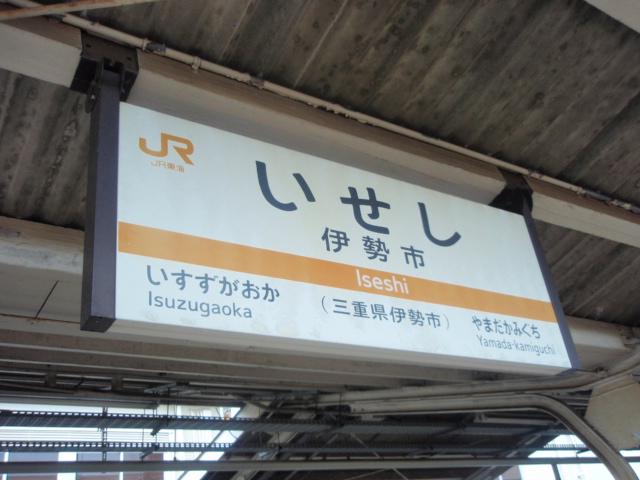 JR
JR東海
いせし
伊勢市
Iseshi
いすずがおか
Isuzugaoka
（三重県伊勢市）
やまだかみぐち
Yamada-kamiguchi